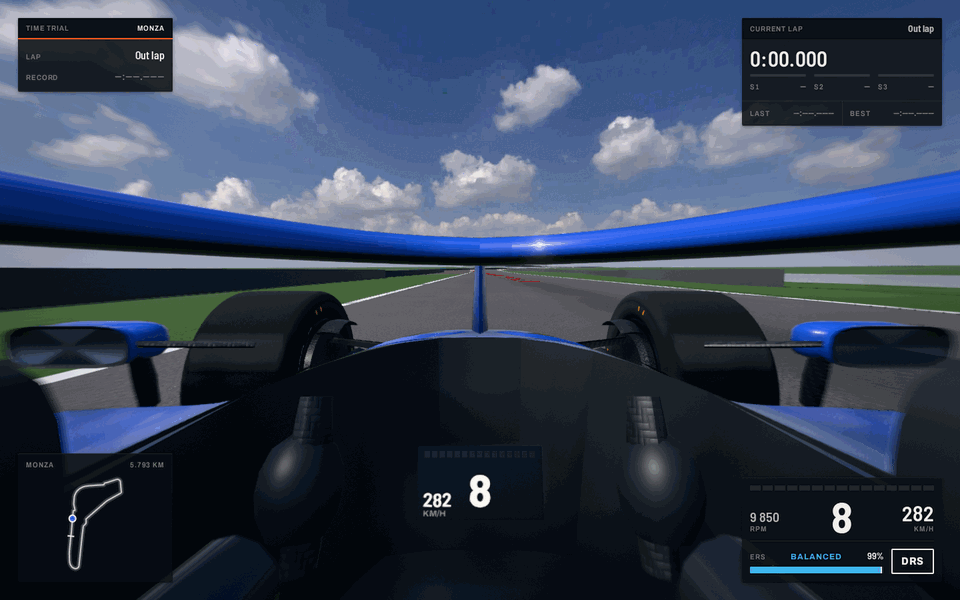 TIME TRIAL MONZA
LAP Out lap
RECORD -:--.---
CURRENT LAP Out lap
0:00.000
S1 – S2 – S3 –
LAST -:--.--- BEST -:--.---
282 8
KM/H
MONZA 5.793 KM
9 850 8 282
RPM KM/H
ERS BALANCED 99% DRS